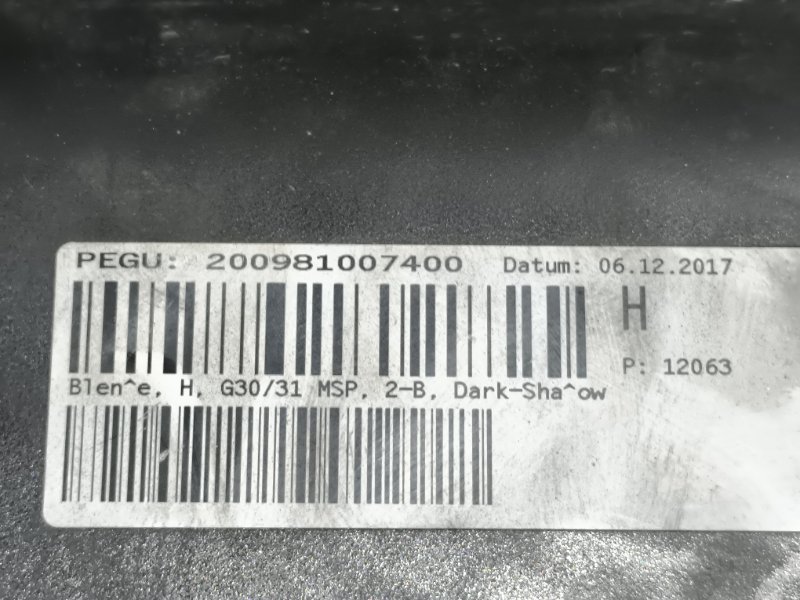 PEGU: 200981007400 Datum: 06.12.2017
H
P: 12063
Blen^e, H, G30/31 MSP, 2-B, Dark-Sha^ow